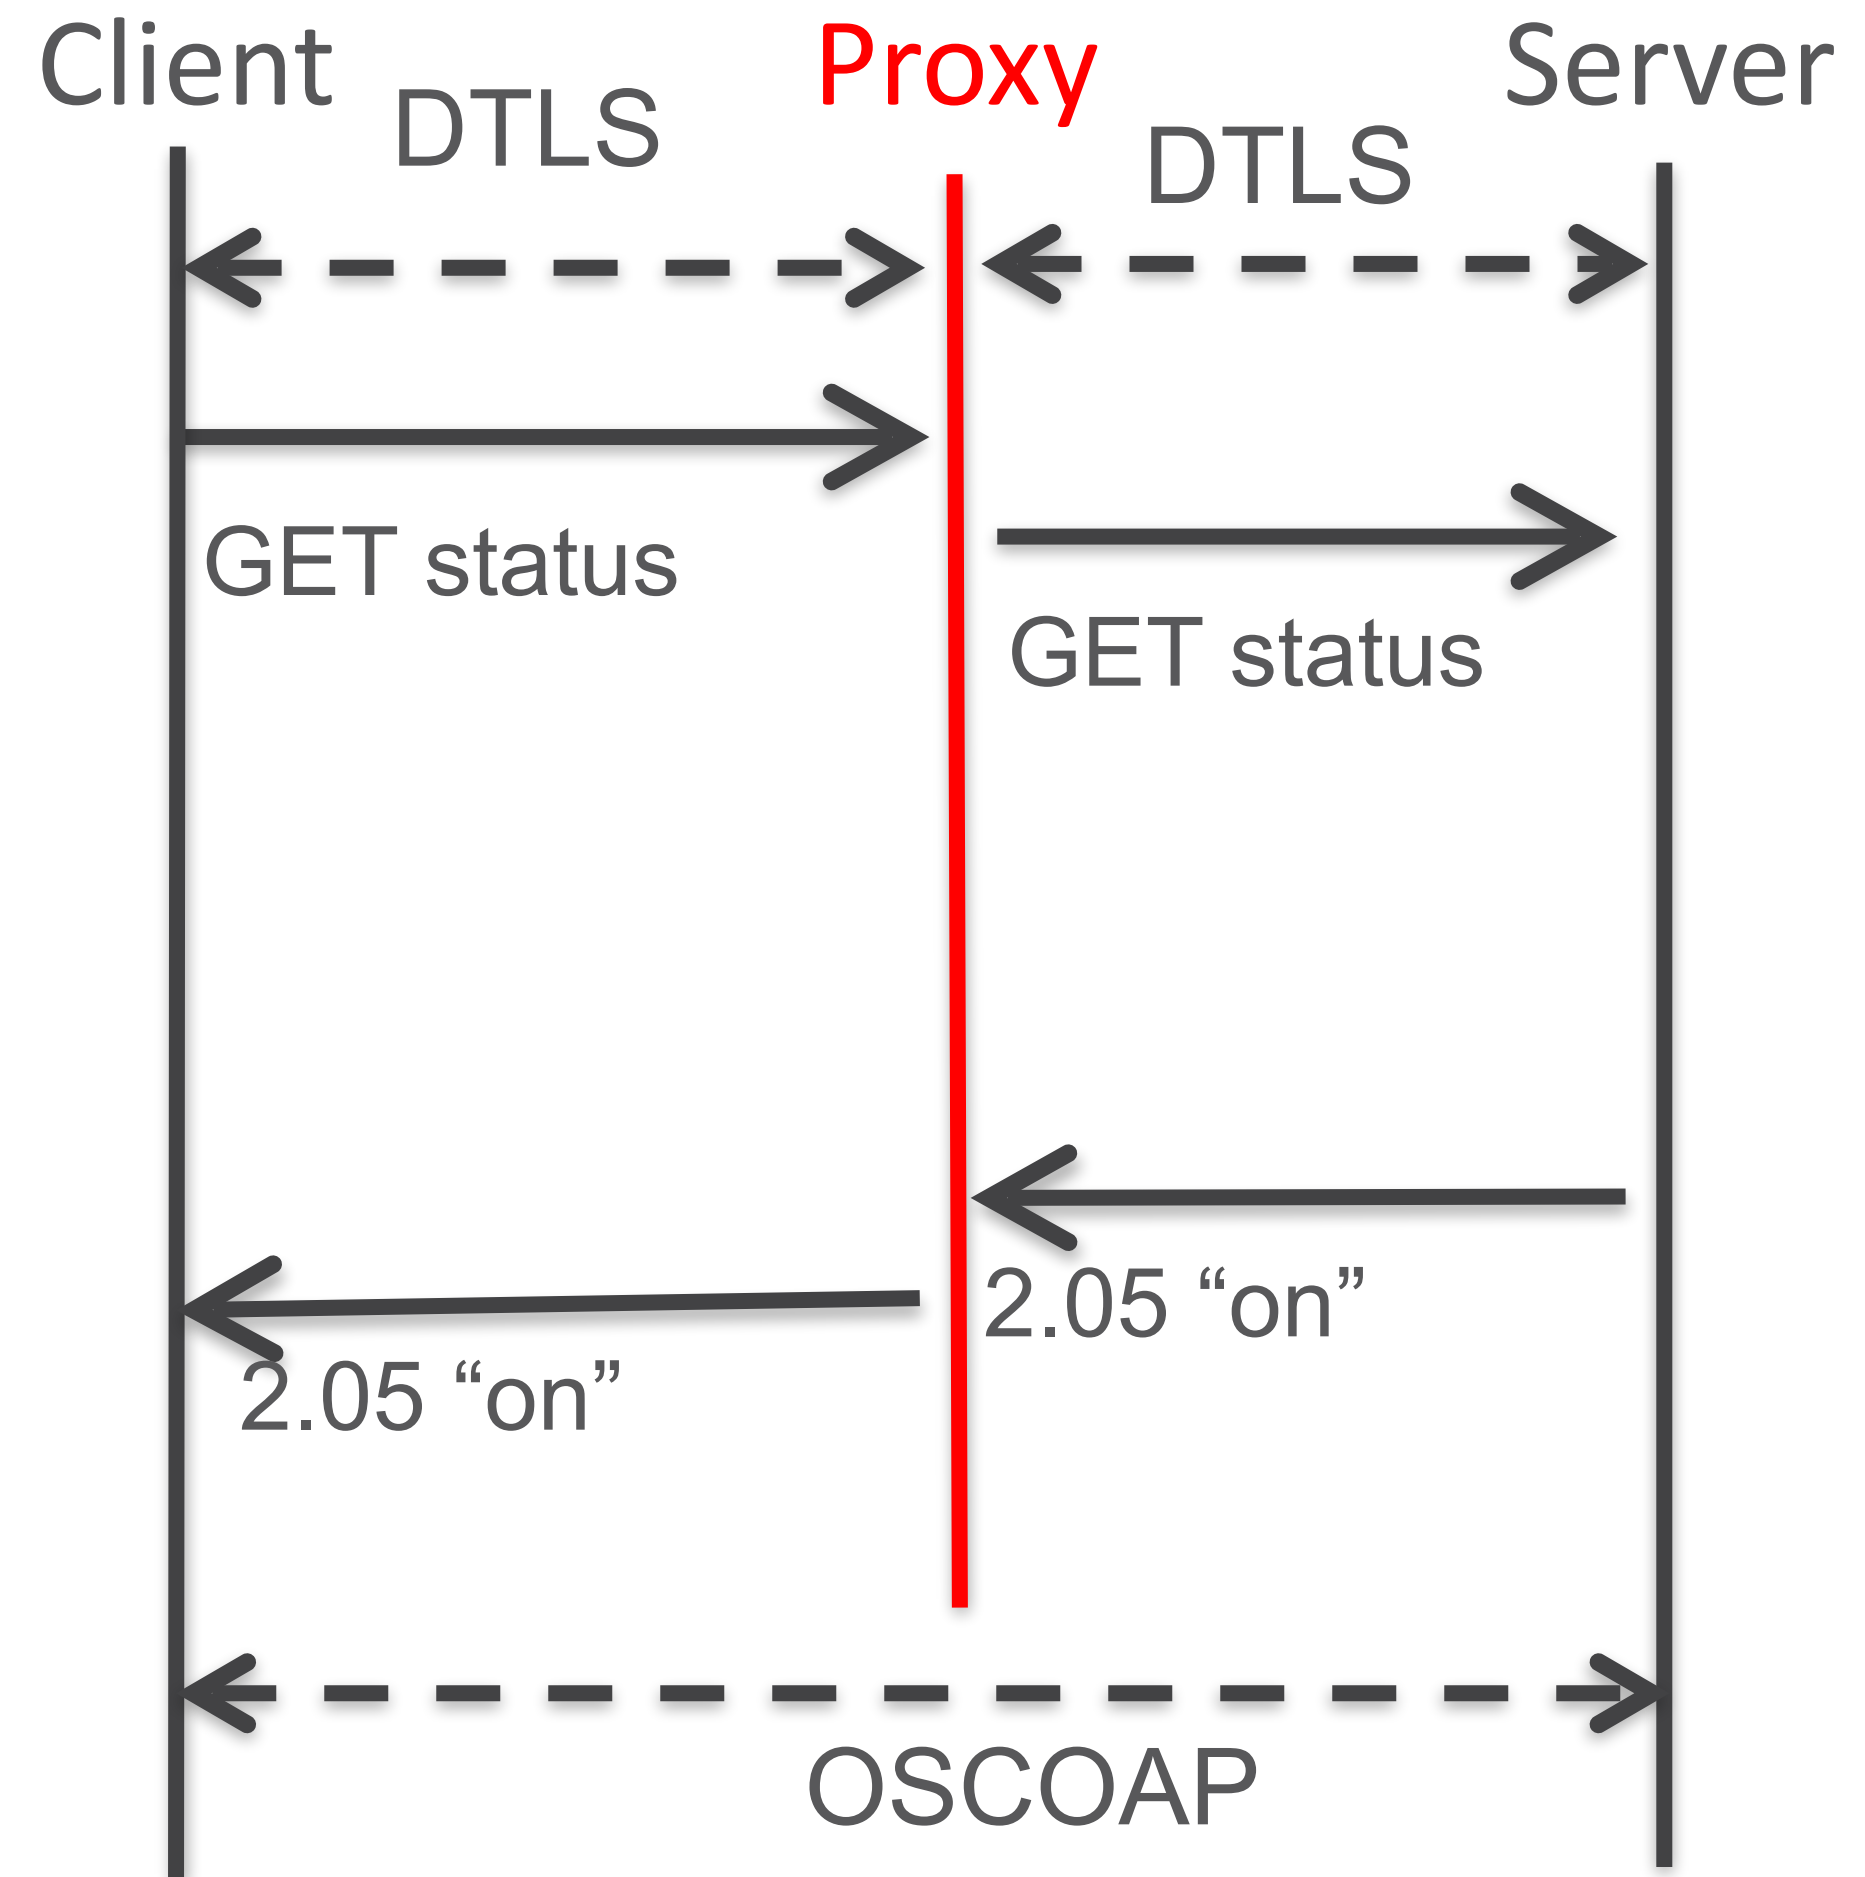 Client
Proxy
Server
DTLS
DTLS
GET status
GET status
2.05 “on”
2.05 “on”
OSCOAP